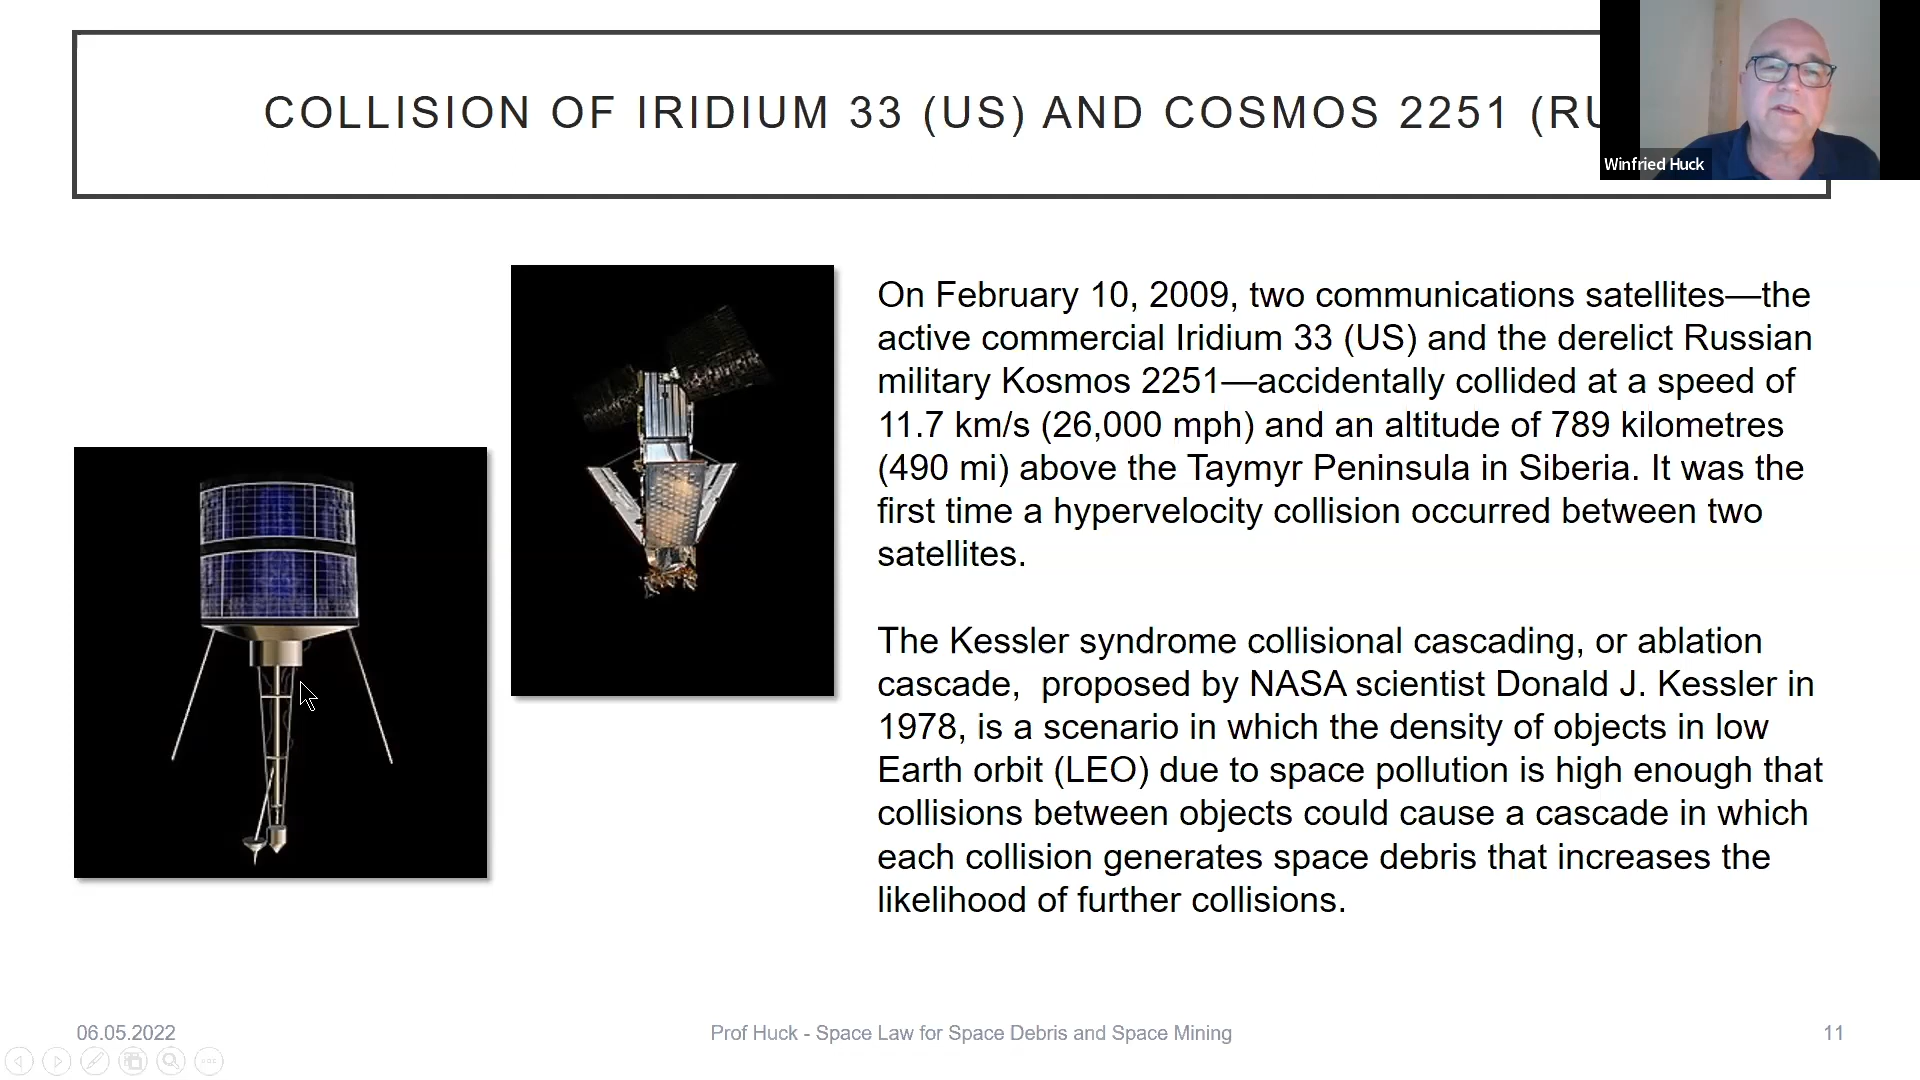 COLLISION OF IRIDIUM 33 (US) AND COSMOS 2251 (RU
Winfried Huck
On February 10, 2009, two communications satellites—the
active commercial Iridium 33 (US) and the derelict Russian
military Kosmos 2251—accidentally collided at a speed of
11.7 km/s (26,000 mph) and an altitude of 789 kilometres
(490 mi) above the Taymyr Peninsula in Siberia. It was the
first time a hypervelocity collision occurred between two
satellites.
The Kessler syndrome collisional cascading, or ablation
cascade,  proposed by NASA scientist Donald J. Kessler in
1978, is a scenario in which the density of objects in low
Earth orbit (LEO) due to space pollution is high enough that
collisions between objects could cause a cascade in which
each collision generates space debris that increases the
likelihood of further collisions.
06.05.2022
Prof Huck - Space Law for Space Debris and Space Mining
11